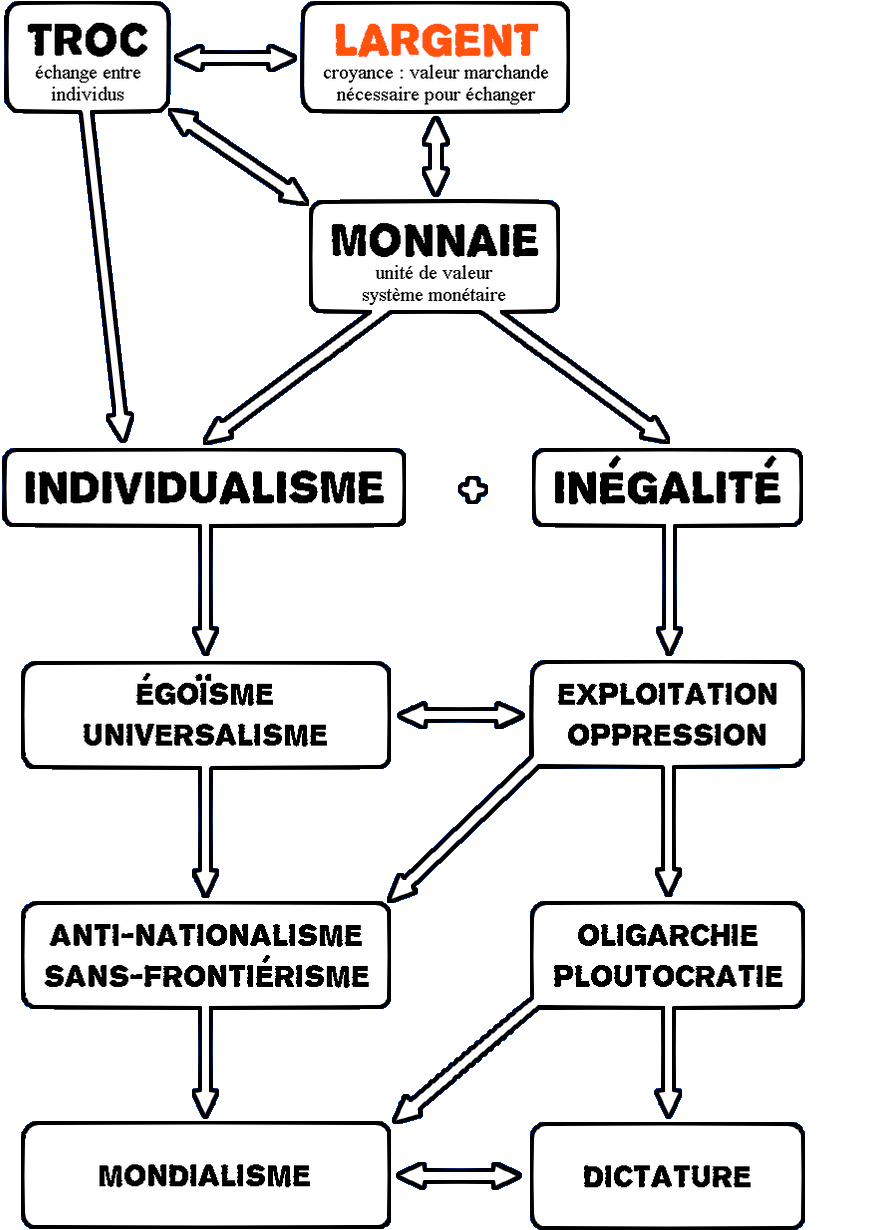 TROC
échange entre
individus
LARGENT
croyance : valeur marchande
nécessaire pour échanger
MONNAIE
unité de valeur
système monétaire
INDIVIDUALISME
+
INÉGALITÉ
ÉGOÏSME
UNIVERSALISME
EXPLOITATION
OPPRESSION
ANTI-NATIONALISME
SANS-FRONTIÉRISME
OLIGARCHIE
PLOUTOCRATIE
MONDIALISME
DICTATURE